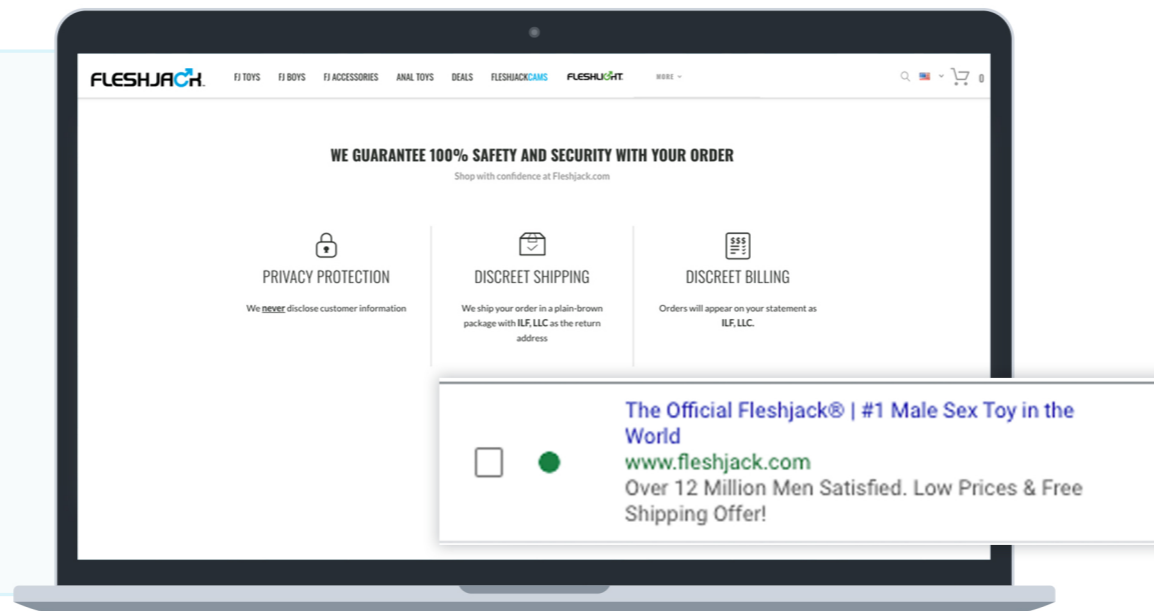 FLESHJACK. FJ TOYS FJ BOYS FJ ACCESSORIES ANAL TOYS DEALS FLESHJACKCAMS FLESHLIGHT. MORE 0
WE GUARANTEE 100% SAFETY AND SECURITY WITH YOUR ORDER
Shop with confidence at Fleshjack.com
PRIVACY PROTECTION
We never disclose customer information
DISCREET SHIPPING
We ship your order in a plain-brown
package with ILF, LLC as the return
address
$$$
DISCREET BILLING
Orders will appear on your statement as
ILF, LLC.
The Official Fleshjack® | #1 Male Sex Toy in the
World
www.fleshjack.com
Over 12 Million Men Satisfied. Low Prices & Free
Shipping Offer!